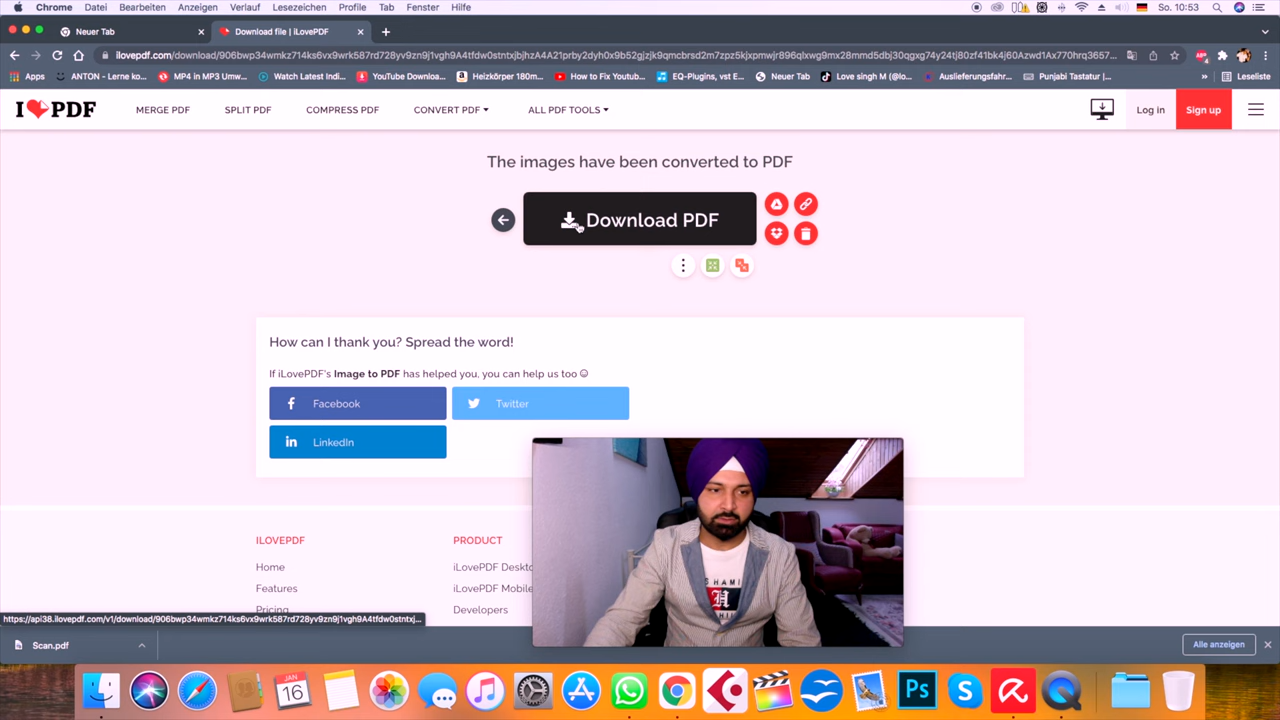 Chrome Datei Bearbeiten Anzeigen Verlauf Lesezeichen Profile Tab Fenster Hilfe So. 10:53
Neuer Tab Download file | iLovePDF
Apps ANTON - Lerne ko... MP4 in MP3 Umw... Watch Latest Indi... YouTube Downloa... Heizkörper 180m... How to Fix Youtub... EQ-Plugins, vst E... Neuer Tab Love singh M (@lo... Auslieferungsfahr... Punjabi Tastatur |... » Leseliste
I PDF MERGE PDF SPLIT PDF COMPRESS PDF CONVERT PDF ALL PDF TOOLS Log in Sign up
The images have been converted to PDF
Download PDF
How can I thank you? Spread the word!
If iLovePDF's Image to PDF has helped you, you can help us too
Facebook Twitter
LinkedIn
ILOVEPDF PRODUCT
Home iLovePDF Deskto
Features iLovePDF Mobile
Pricing Developers
Scan.pdf Alle anzeigen
JAN
16
Ps